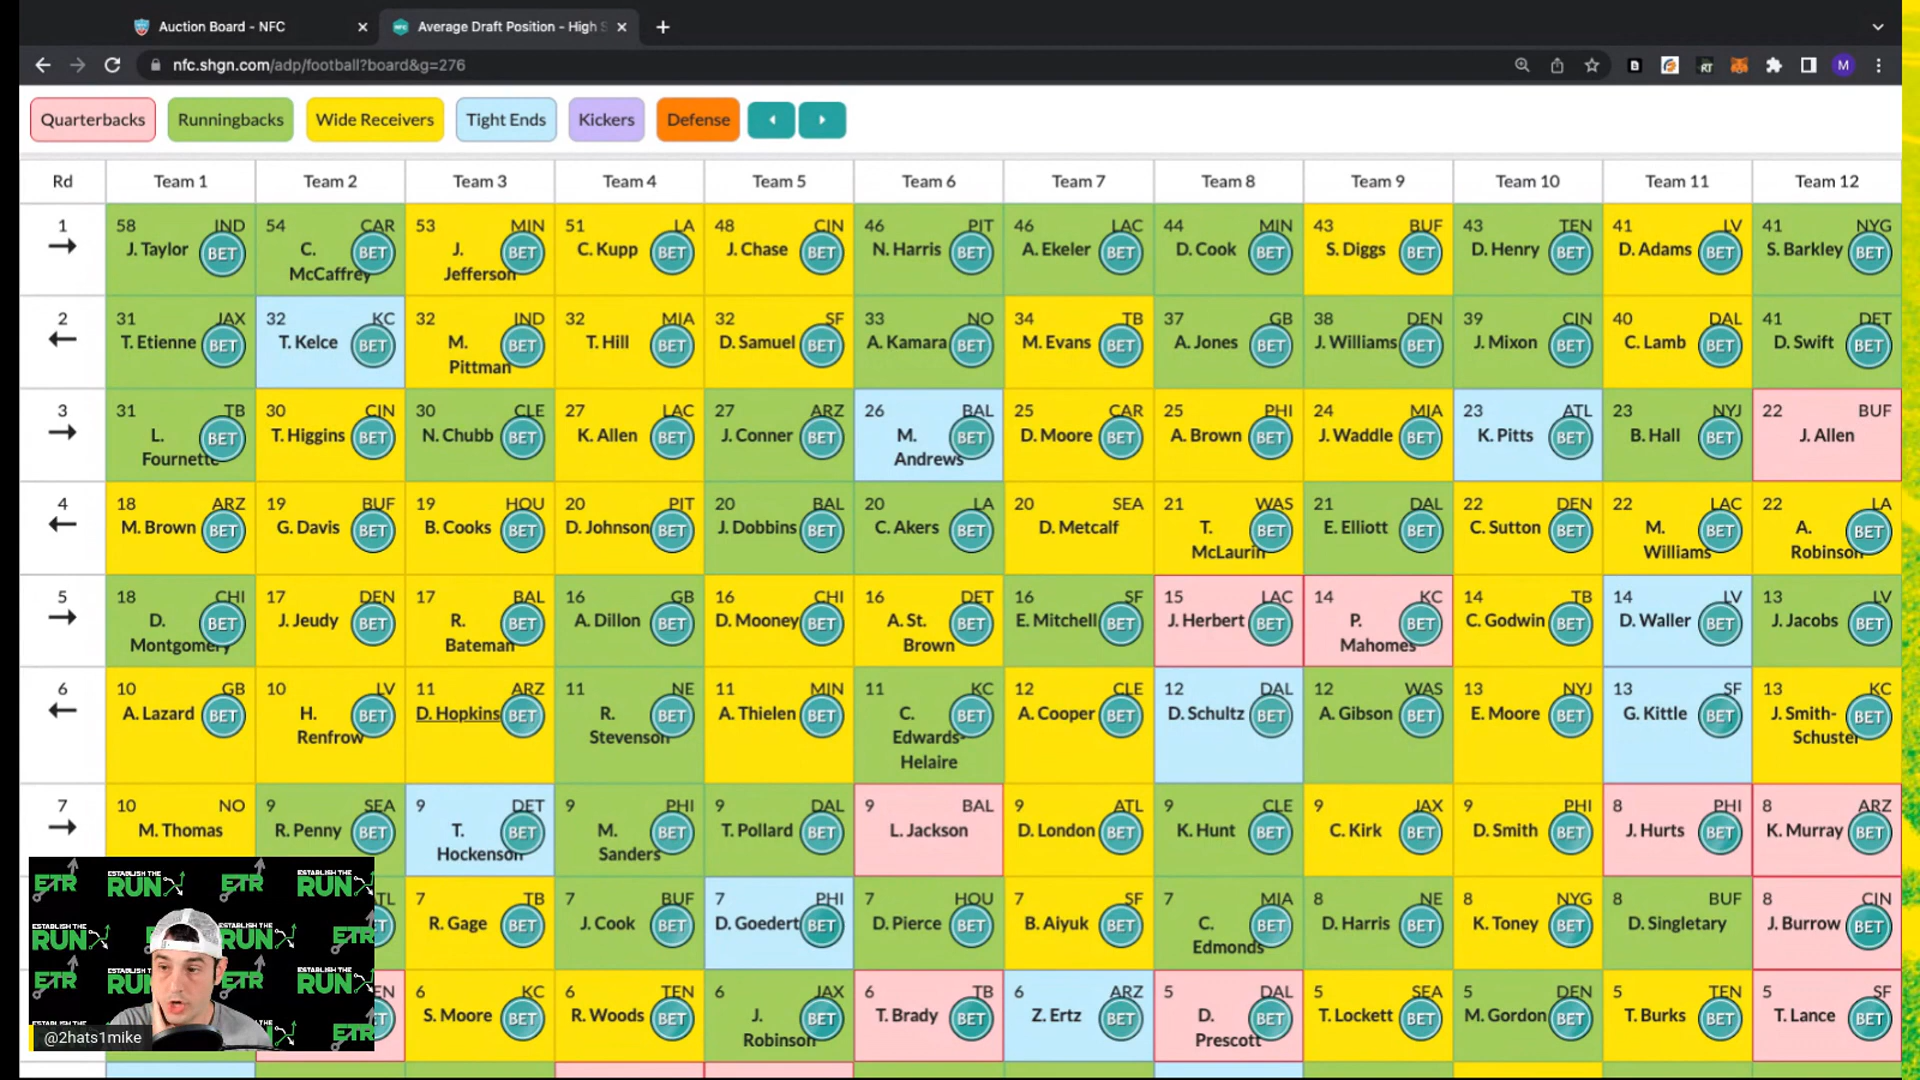 Auction Board - NFC
Average Draft Position - High S
nfc.shgn.com/adp/football?board&g=276
Quarterbacks Runningbacks Wide Receivers Tight Ends Kickers Defense
Rd Team 1 Team 2 Team 3 Team 4 Team 5 Team 6 Team 7 Team 8 Team 9 Team 10 Team 11 Team 12
1 58 IND J. Taylor BET 54 CAR C. McCaffrey BET 53 MIN J. Jefferson BET 51 LA C. Kupp BET 48 CIN J. Chase BET 46 PIT N. Harris BET 46 LAC A. Ekeler BET 44 MIN D. Cook BET 43 BUF S. Diggs BET 43 TEN D. Henry BET 41 LV D. Adams BET 41 NYG S. Barkley BET
2 31 JAX T. Etienne BET 32 KC T. Kelce BET 32 IND M. Pittman BET 32 MIA T. Hill BET 32 SF D. Samuel BET 33 NO A. Kamara BET 34 TB M. Evans BET 37 GB A. Jones BET 38 DEN J. Williams BET 39 CIN J. Mixon BET 40 DAL C. Lamb BET 41 DET D. Swift BET
3 31 TB L. Fournette BET 30 CIN T. Higgins BET 30 CLE N. Chubb BET 27 LAC K. Allen BET 27 ARZ J. Conner BET 26 BAL M. Andrews BET 25 CAR D. Moore BET 25 PHI A. Brown BET 24 MIA J. Waddle BET 23 ATL K. Pitts BET 23 NYJ B. Hall BET 22 BUF J. Allen
4 18 ARZ M. Brown BET 19 BUF G. Davis BET 19 HOU B. Cooks BET 20 PIT D. Johnson BET 20 BAL J. Dobbins BET 20 LA C. Akers BET 20 SEA D. Metcalf 21 WAS T. McLaurin BET 21 DAL E. Elliott BET 22 DEN C. Sutton BET 22 LAC M. Williams BET 22 LA A. Robinson BET
5 18 CHI D. Montgomery BET 17 DEN J. Jeudy BET 17 BAL R. Bateman BET 16 GB A. Dillon BET 16 CHI D. Mooney BET 16 DET A. St. Brown BET 16 SF E. Mitchell BET 15 LAC J. Herbert BET 14 KC P. Mahomes BET 14 TB C. Godwin BET 14 LV D. Waller BET 13 LV J. Jacobs BET
6 10 GB A. Lazard BET 10 LV H. Renfrow BET 11 ARZ D. Hopkins BET 11 NE R. Stevenson BET 11 MIN A. Thielen BET 11 KC C. Edwards-Helaire BET 12 CLE A. Cooper BET 12 DAL D. Schultz BET 12 WAS A. Gibson BET 13 NYJ E. Moore BET 13 SF G. Kittle BET 13 KC J. Smith-Schuster BET
7 10 NO M. Thomas 9 SEA R. Penny BET 9 DET T. Hockenson BET 9 PHI M. Sanders BET 9 DAL T. Pollard BET 9 BAL L. Jackson 9 ATL D. London BET 9 CLE K. Hunt BET 9 JAX C. Kirk BET 9 PHI D. Smith BET 8 PHI J. Hurts BET 8 ARZ K. Murray BET
7 TB R. Gage BET 7 BUF J. Cook BET 7 PHI D. Goedert BET 7 HOU D. Pierce BET 7 SF B. Aiyuk BET 7 MIA C. Edmonds BET 8 NE D. Harris BET 8 NYG K. Toney BET 8 BUF D. Singletary 8 CIN J. Burrow BET
6 KC S. Moore BET 6 TEN R. Woods BET 6 JAX J. Robinson BET 6 TB T. Brady BET 6 ARZ Z. Ertz BET 5 DAL D. Prescott BET 5 SEA T. Lockett BET 5 DEN M. Gordon BET 5 TEN T. Burks BET 5 SF T. Lance BET
ETR ESTABLISH THE RUN ETR ESTABLISH THE RUN
@2hats1mike